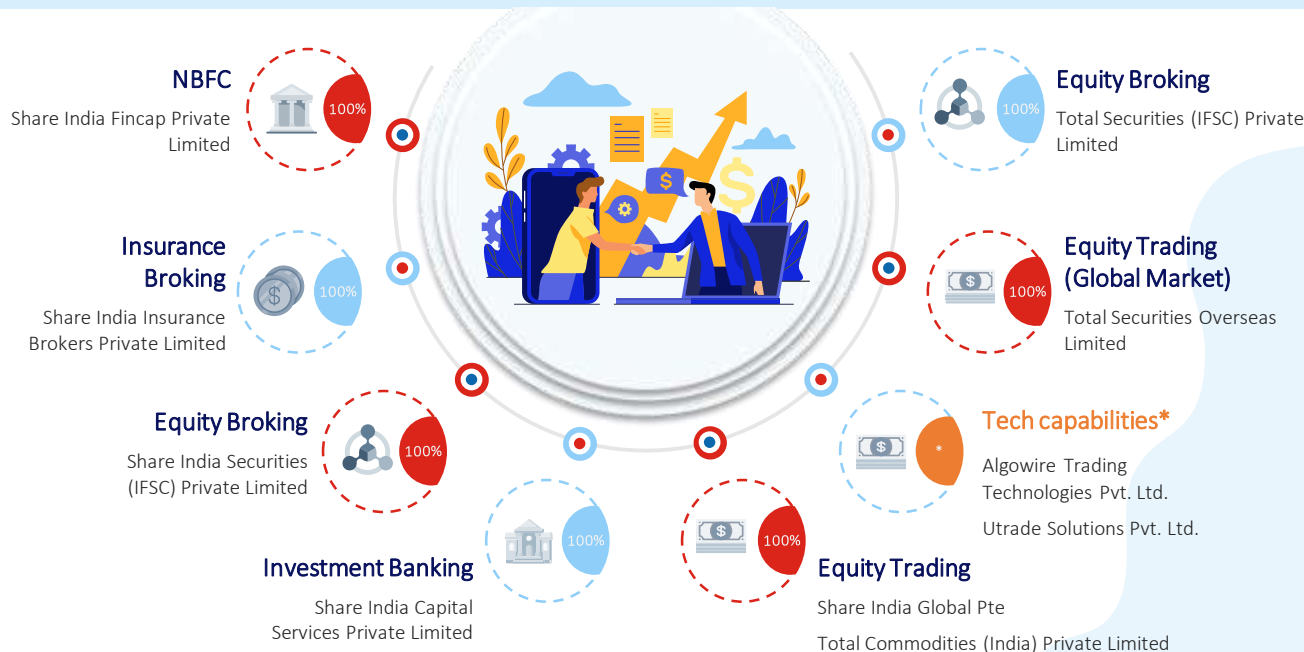 NBFC
Share India Fincap Private
Limited
100%
Insurance
Broking
Share India Insurance
Brokers Private Limited
100%
Equity Broking
Share India Securities
(IFSC) Private Limited
100%
Investment Banking
Share India Capital
Services Private Limited
100%
$
$
Equity Broking
Total Securities (IFSC) Private
Limited
100%
Equity Trading
(Global Market)
Total Securities Overseas
Limited
100%
Tech capabilities*
Algowire Trading
Technologies Pvt. Ltd.
Utrade Solutions Pvt. Ltd.
*
Equity Trading
Share India Global Pte
Total Commodities (India) Private Limited
100%